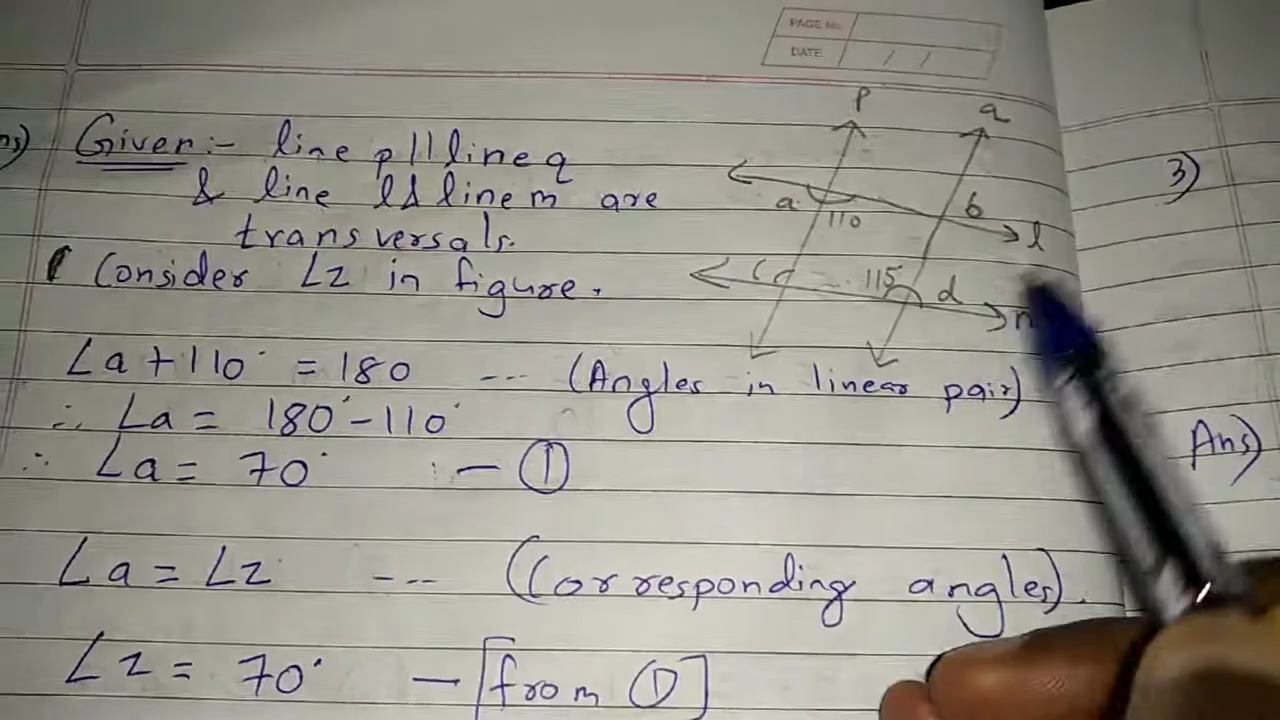 PAGE No.
DATE / /
ns) Given:- line p||line q
& line l & line m are
transversals.
Consider ∠z in figure.
p
q
a
110
b
l
c
115
d
m
∠a + 110° = 180 --- (Angles in linear pair)
∴ ∠a = 180° - 110°
∴ ∠a = 70° - ①
∠a = ∠z --- (Corresponding angles).
∠z = 70° - [from ①]
3)
Ans)